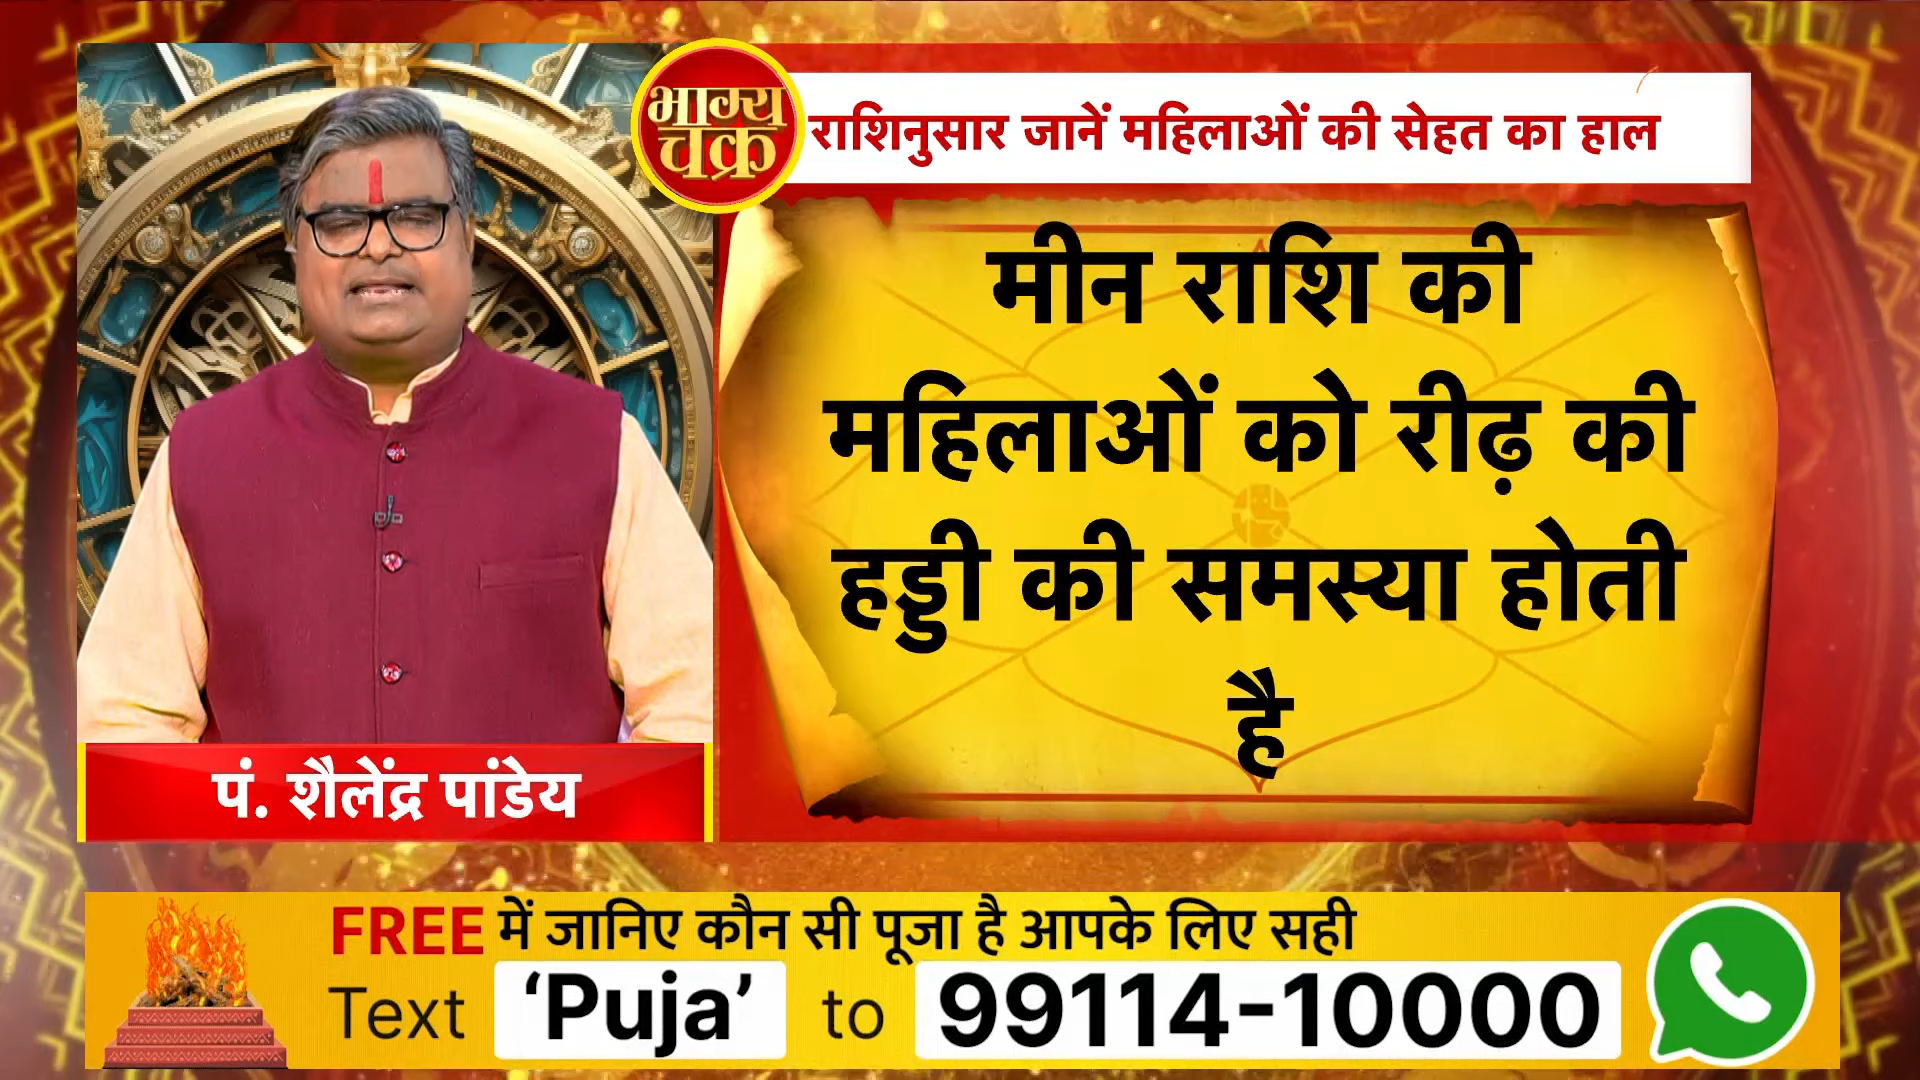 भाग्य
चक्र
राशिनुसार जानें महिलाओं की सेहत का हाल
मीन राशि की
महिलाओं को रीढ़ की
हड्डी की समस्या होती
है
पं. शैलेंद्र पांडेय
FREE में जानिए कौन सी पूजा है आपके लिए सही
Text ‘Puja’ to 99114-10000